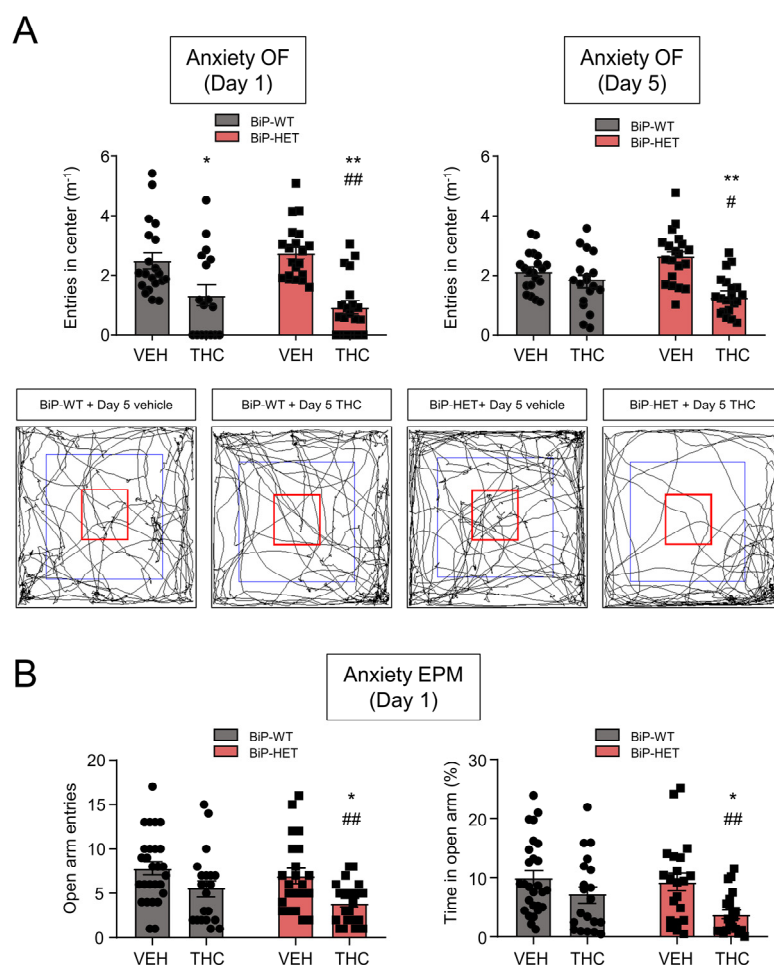 A
Anxiety OF
(Day 1)
BiP-WT
BiP-HET
Entries in center (m⁻¹)
6
4
2
0
*
**
##
VEH
THC
VEH
THC
Anxiety OF
(Day 5)
BiP-WT
BiP-HET
Entries in center (m⁻¹)
6
4
2
0
**
#
VEH
THC
VEH
THC
BiP-WT + Day 5 vehicle
BiP-WT + Day 5 THC
BiP-HET+ Day 5 vehicle
BiP-HET + Day 5 THC
B
Anxiety EPM
(Day 1)
BiP-WT
BiP-HET
Open arm entries
20
15
10
5
0
*
##
VEH
THC
VEH
THC
BiP-WT
BiP-HET
Time in open arm (%)
30
20
10
0
*
##
VEH
THC
VEH
THC